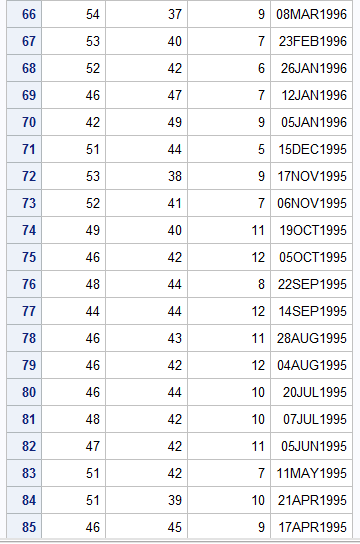 66 54 37 9 08MAR1996
67 53 40 7 23FEB1996
68 52 42 6 26JAN1996
69 46 47 7 12JAN1996
70 42 49 9 05JAN1996
71 51 44 5 15DEC1995
72 53 38 9 17NOV1995
73 52 41 7 06NOV1995
74 49 40 11 19OCT1995
75 46 42 12 05OCT1995
76 48 44 8 22SEP1995
77 44 44 12 14SEP1995
78 46 43 11 28AUG1995
79 46 42 12 04AUG1995
80 46 44 10 20JUL1995
81 48 42 10 07JUL1995
82 47 42 11 05JUN1995
83 51 42 7 11MAY1995
84 51 39 10 21APR1995
85 46 45 9 17APR1995